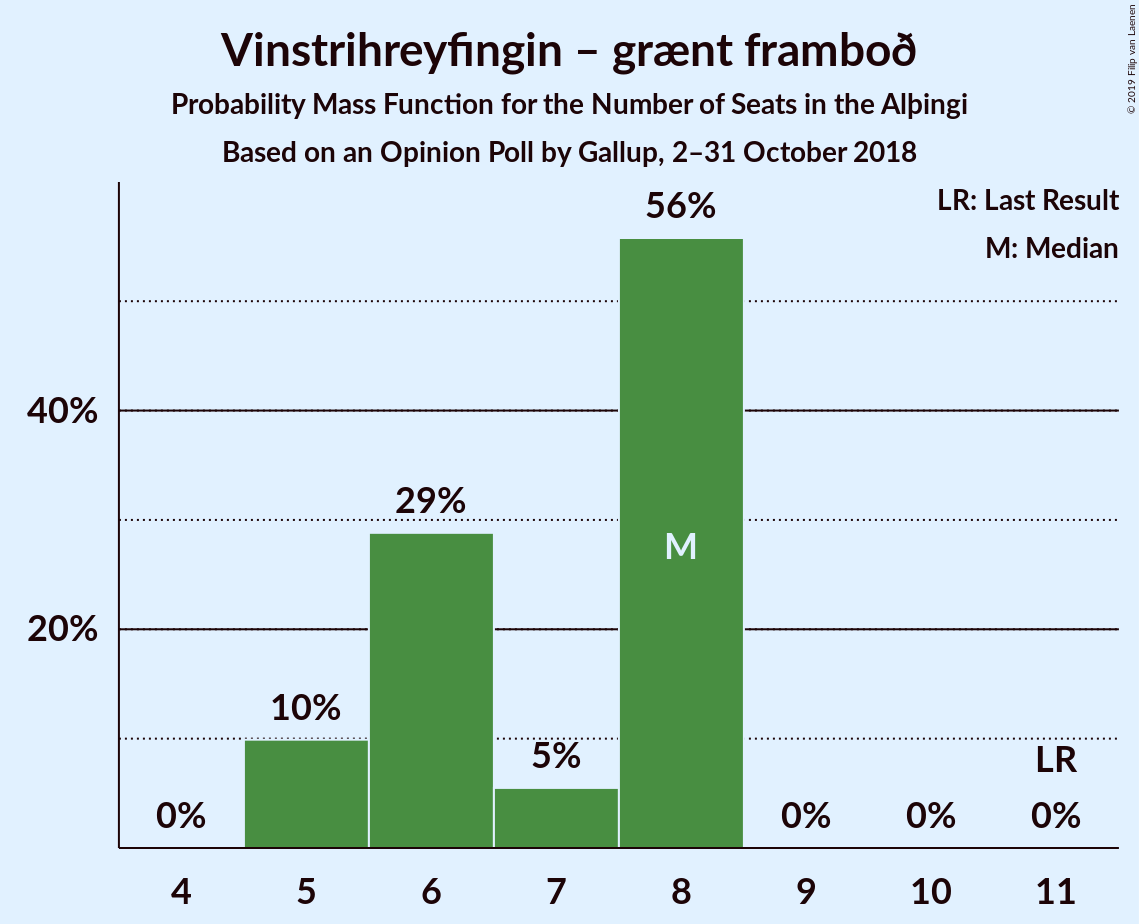 Vinstrihreyfingin – grænt framboð
Probability Mass Function for the Number of Seats in the Alþingi
Based on an Opinion Poll by Gallup, 2–31 October 2018
© 2019 Filip van Laenen
LR: Last Result
M: Median
56%
40%
29%
M
20%
10%
5%
LR
0%
0%
0%
0%
4
5
6
7
8
9
10
11